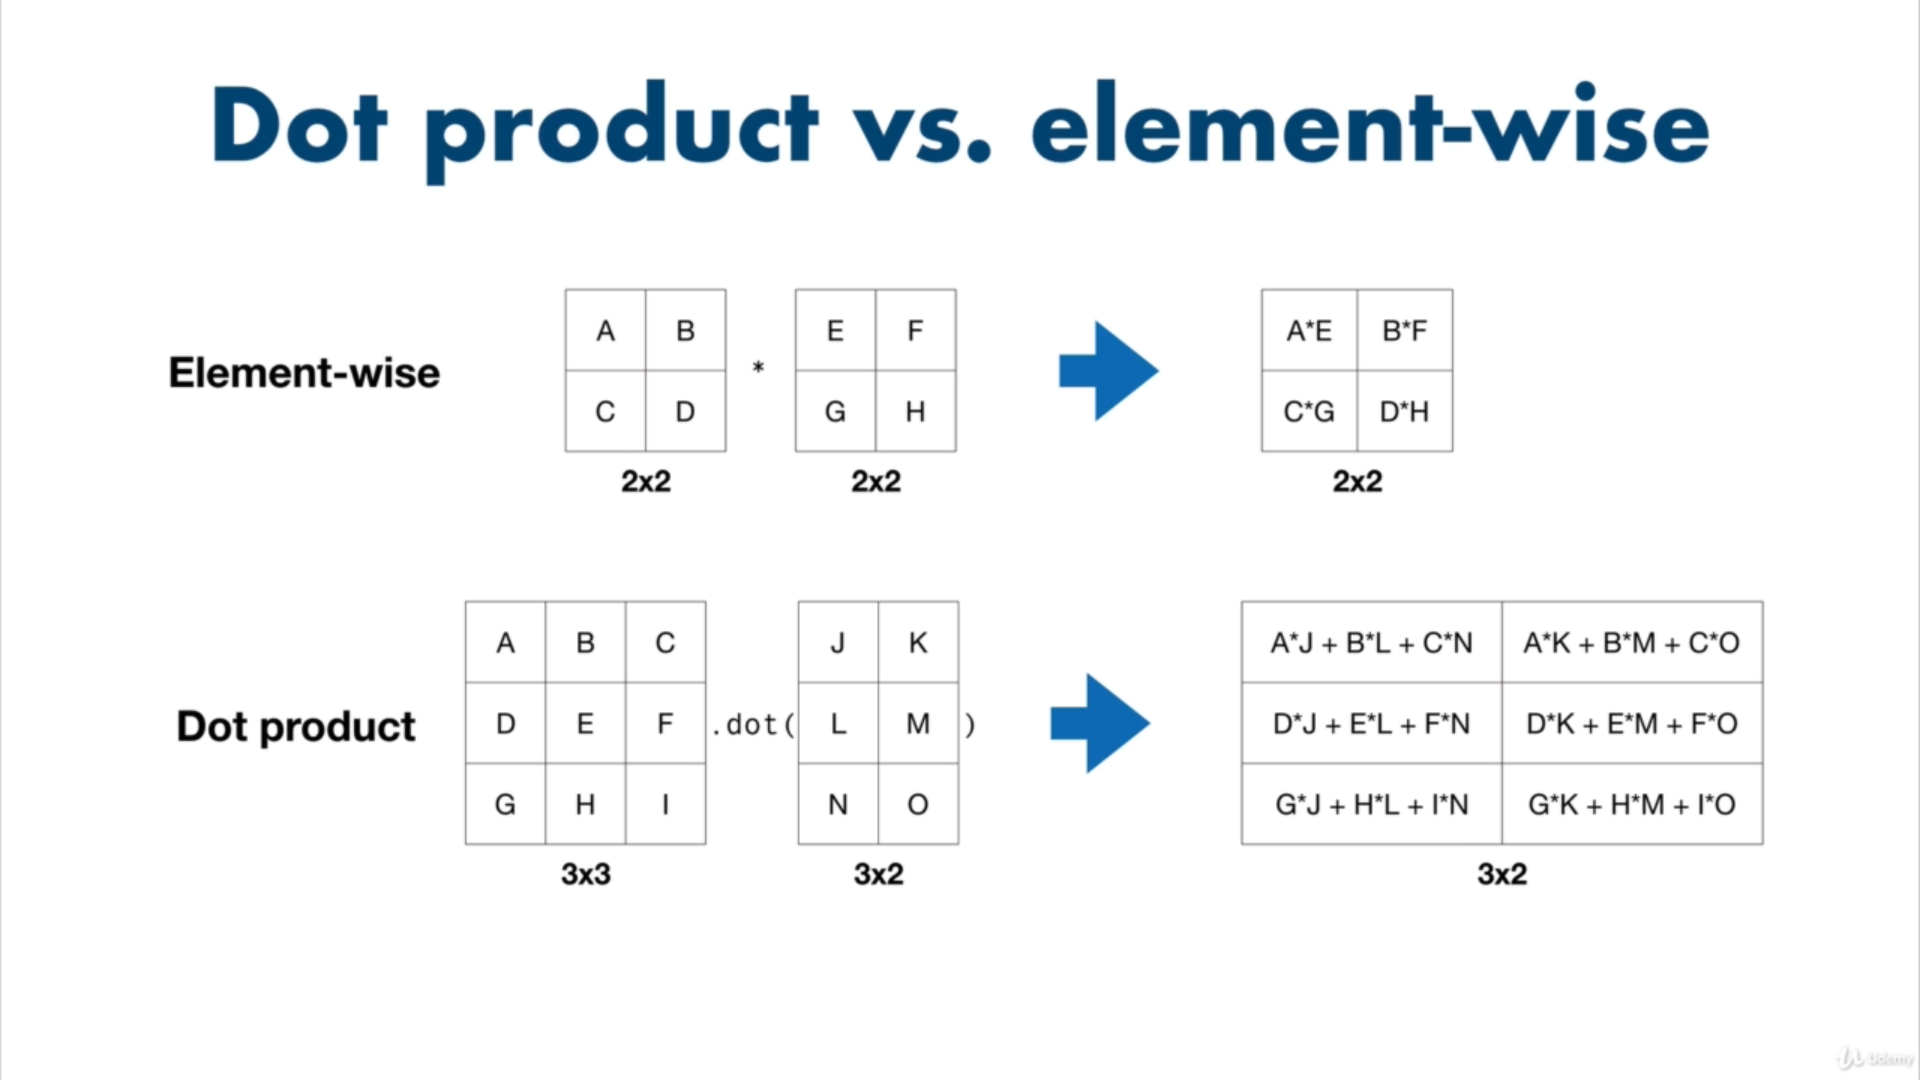 Dot product vs. element-wise
Element-wise
A B
C D
2x2
*
E F
G H
2x2
A*E B*F
C*G D*H
2x2
Dot product
A B C
D E F
G H I
3x3
.dot(
J K
L M
N O
)
3x2
A*J + B*L + C*N A*K + B*M + C*O
D*J + E*L + F*N D*K + E*M + F*O
G*J + H*L + I*N G*K + H*M + I*O
3x2
Udemy